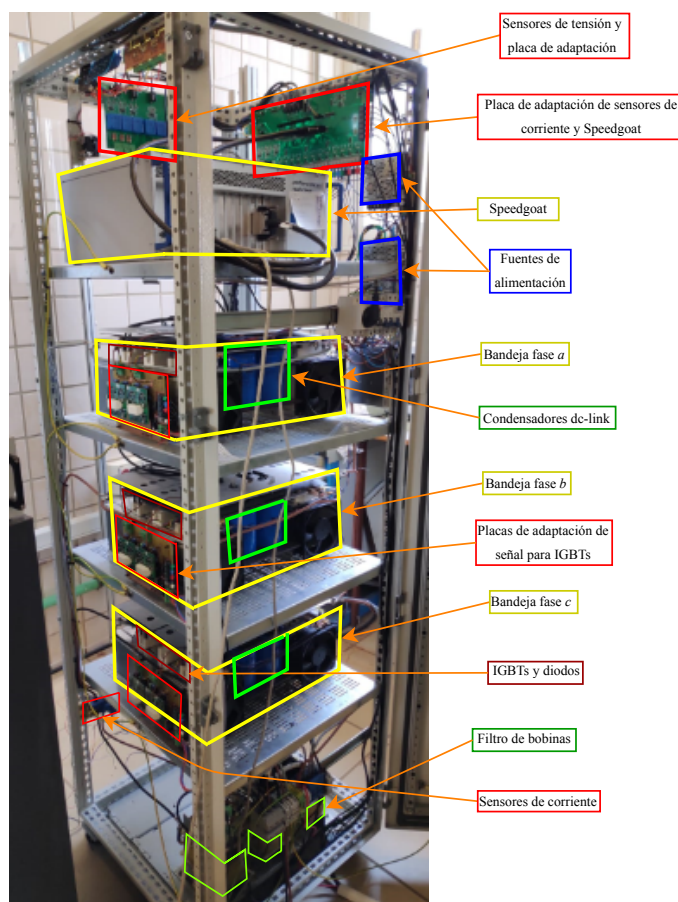 Sensores de tensión y
placa de adaptación
Placa de adaptación de sensores de
corriente y Speedgoat
Speedgoat
Fuentes de
alimentación
Bandeja fase a
Condensadores dc-link
Bandeja fase b
Placas de adaptación de
señal para IGBTs
Bandeja fase c
IGBTs y diodos
Filtro de bobinas
Sensores de corriente